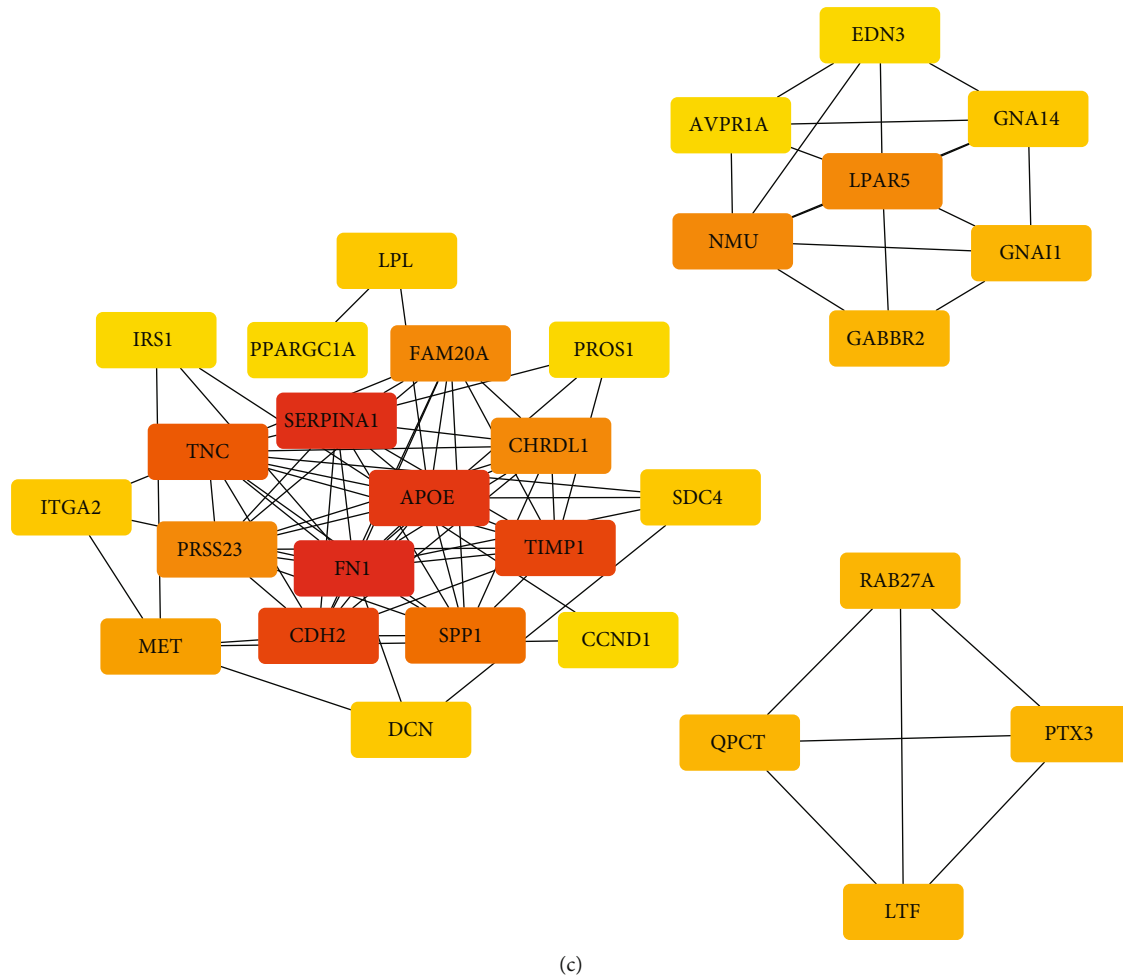 EDN3
AVPR1A
GNA14
LPAR5
NMU
GNAI1
GABBR2
LPL
IRS1
PPARGC1A
FAM20A
PROS1
SERPINA1
TNC
CHRDL1
APOE
ITGA2
SDC4
PRSS23
TIMP1
FN1
MET
CDH2
SPP1
CCND1
DCN
RAB27A
QPCT
PTX3
LTF
(c)